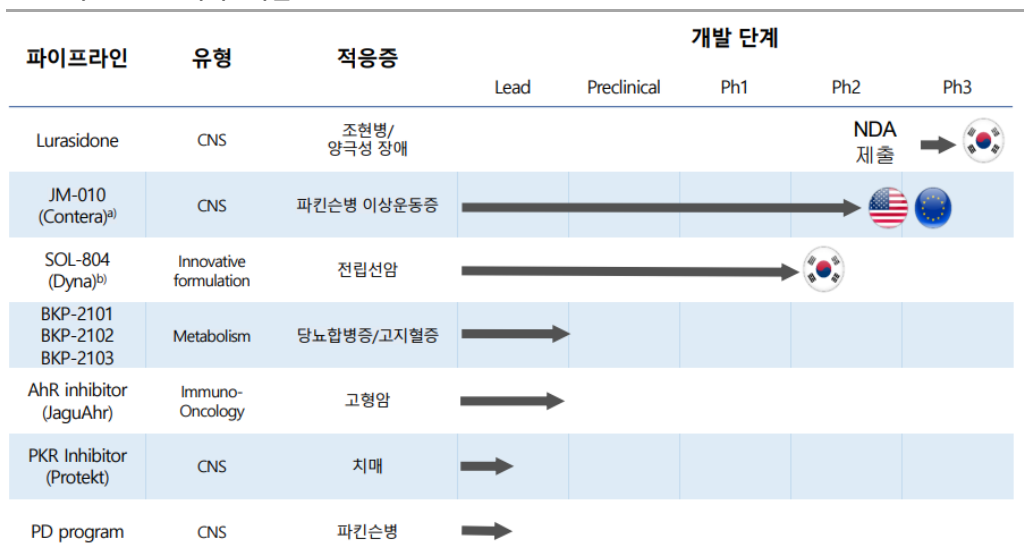 개발 단계
파이프라인 유형 적응증
Lead Preclinical Ph1 Ph2 Ph3
Lurasidone CNS 조현병/
양극성 장애
NDA
제출
JM-010
(Contera)a)
CNS 파킨슨병 이상운동증
SOL-804
(Dyna)b)
Innovative
formulation
전립선암
BKP-2101
BKP-2102
BKP-2103
Metabolism 당뇨합병증/고지혈증
AhR inhibitor
(JaguAhr)
Immuno-
Oncology
고형암
PKR Inhibitor
(Protekt)
CNS 치매
PD program CNS 파킨슨병